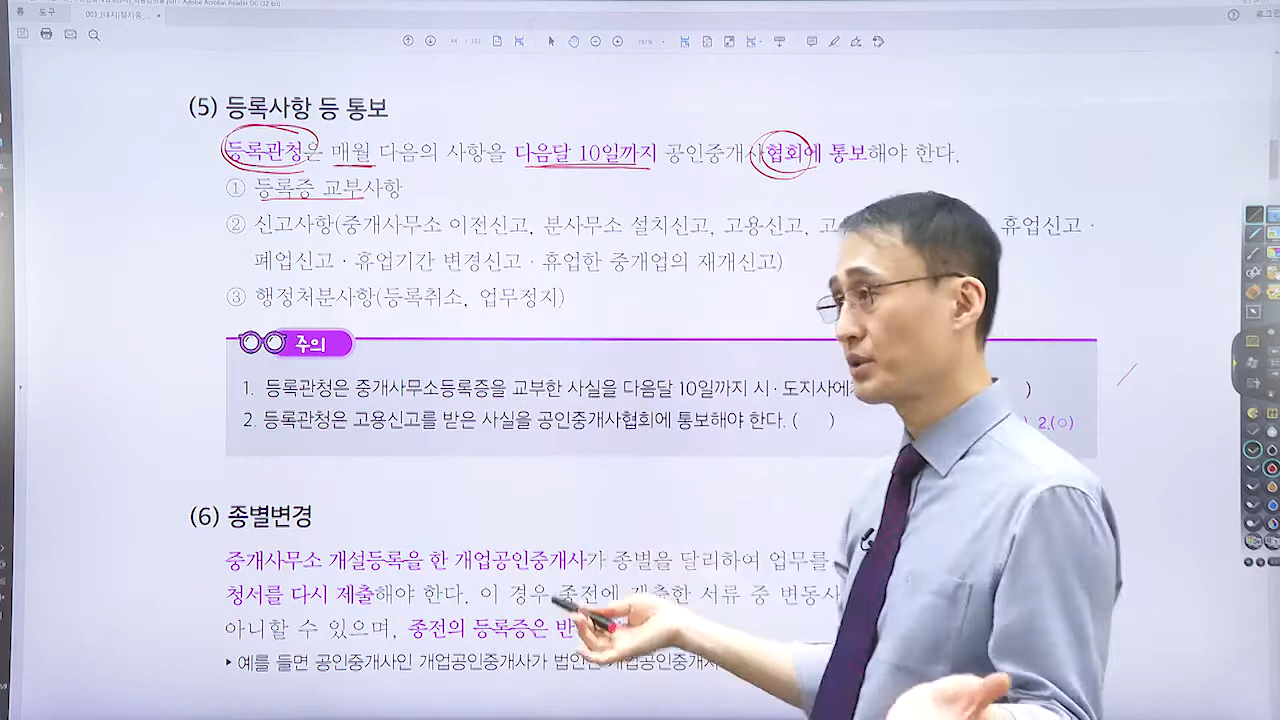 도구
(5) 등록사항 등 통보
등록관청은 매월 다음의 사항을 다음달 10일까지 공인중개사협회에 통보해야 한다.
① 등록증 교부사항
② 신고사항(중개사무소 이전신고, 분사무소 설치신고, 고용신고, 휴업신고 ·
폐업신고 · 휴업기간 변경신고 · 휴업한 중개업의 재개신고)
③ 행정처분사항(등록취소, 업무정지)
주의
1. 등록관청은 중개사무소등록증을 교부한 사실을 다음달 10일까지 시 · 도지사에 )
2. 등록관청은 고용신고를 받은 사실을 공인중개사협회에 통보해야 한다. ( ) 2.(○)
(6) 종별변경
중개사무소 개설등록을 한 개업공인중개사가 종별을 달리하여 업무를
청서를 다시 제출해야 한다. 이 경우 종전에 제출한 서류 중
아니할 수 있으며, 종전의 등록증은
▸ 예를 들면 공인중개사인 개업공인중개사가 법인인 개업공인중개사